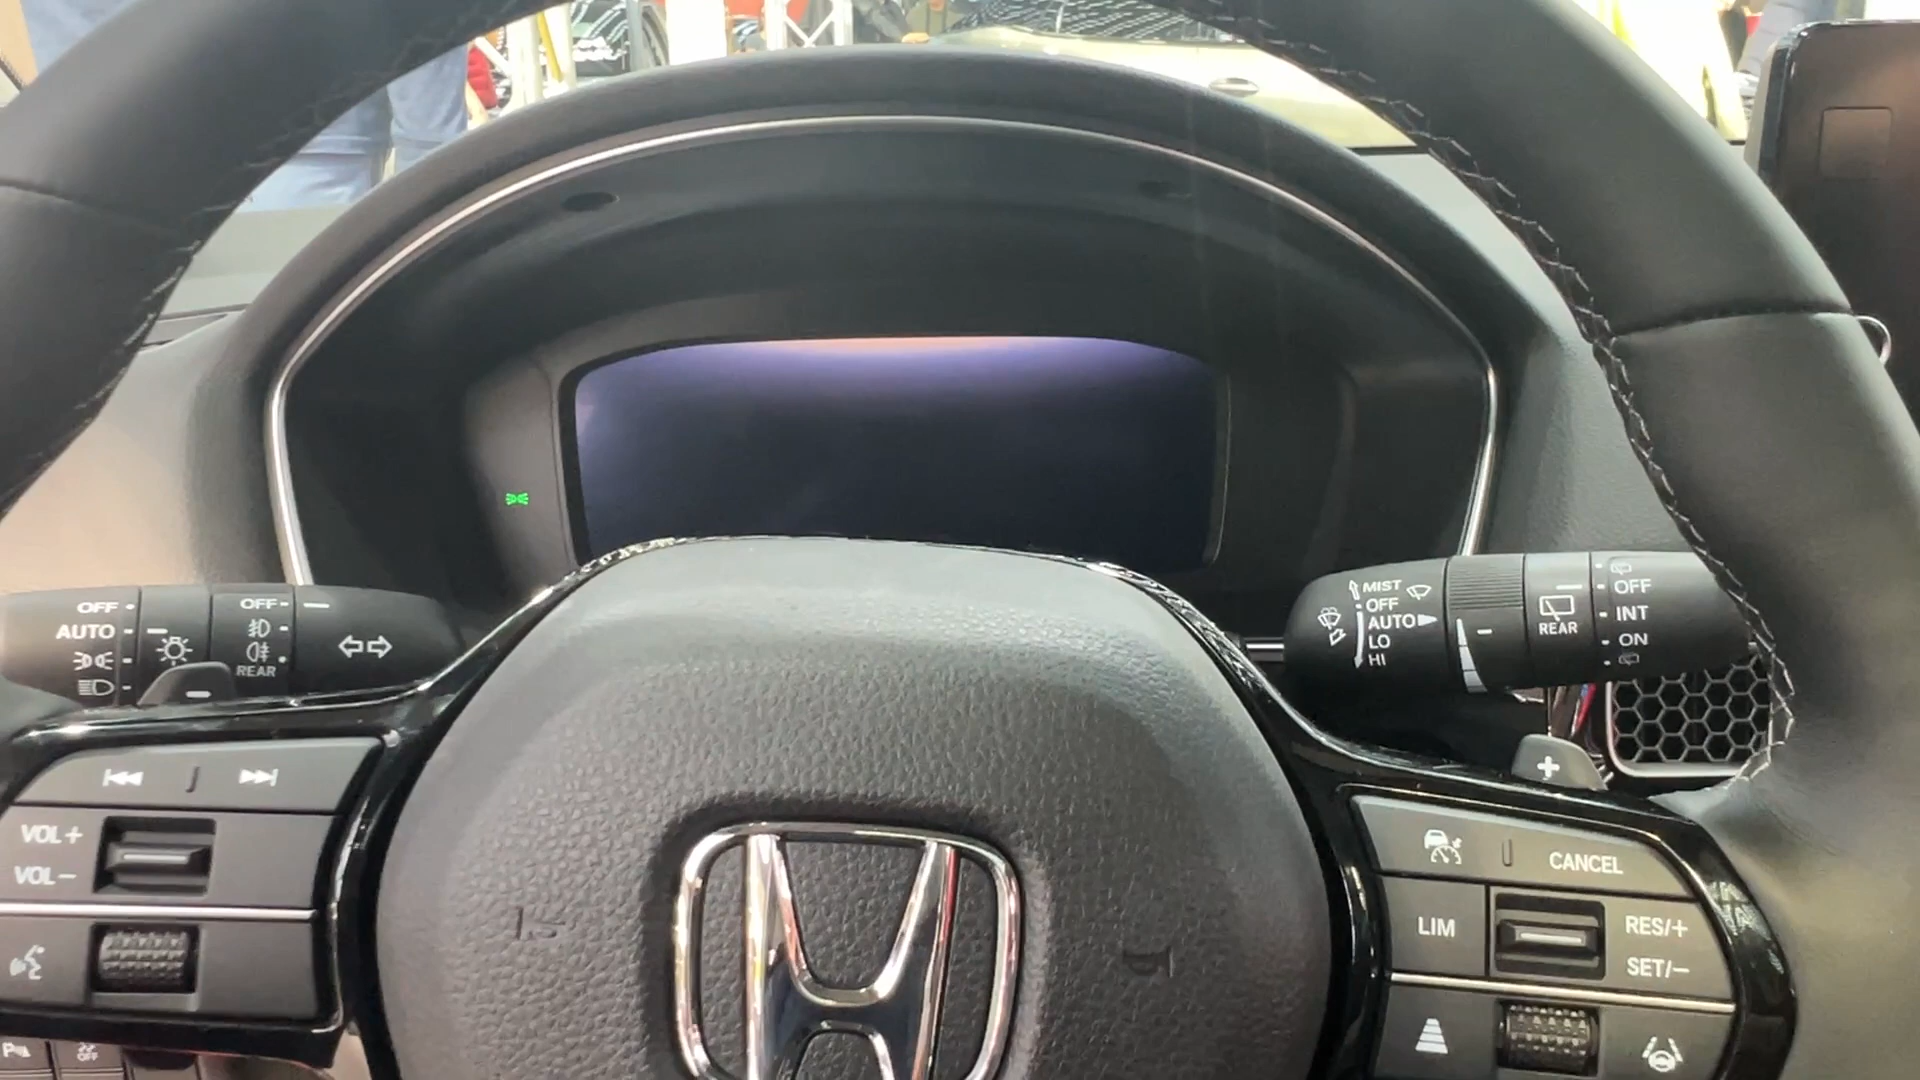 OFF
AUTO
OFF
REAR
MIST
OFF
AUTO
LO
HI
REAR
OFF
INT
ON
-
+
VOL+
VOL-
CANCEL
LIM
RES/+
SET/-
P
OFF